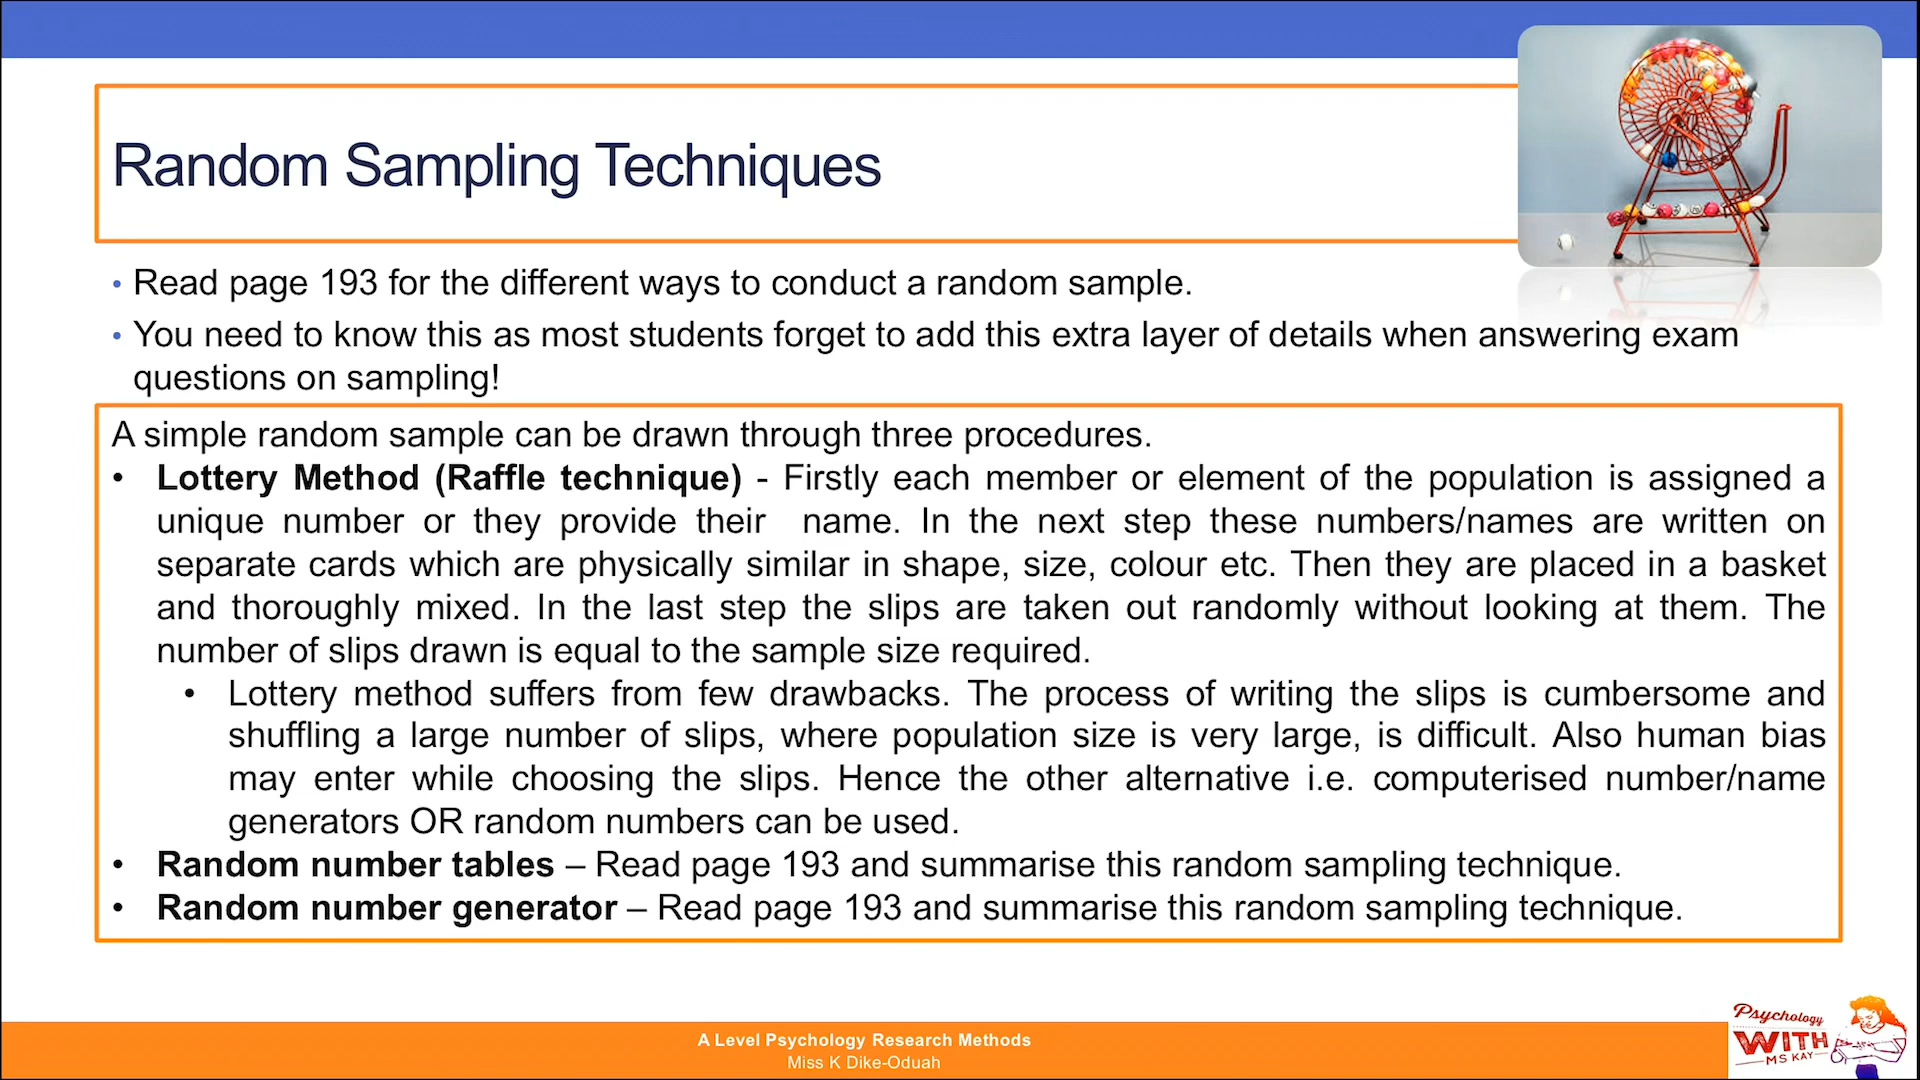 Random Sampling Techniques
• Read page 193 for the different ways to conduct a random sample.
• You need to know this as most students forget to add this extra layer of details when answering exam
questions on sampling!
A simple random sample can be drawn through three procedures.
• Lottery Method (Raffle technique) - Firstly each member or element of the population is assigned a
unique number or they provide their name. In the next step these numbers/names are written on
separate cards which are physically similar in shape, size, colour etc. Then they are placed in a basket
and thoroughly mixed. In the last step the slips are taken out randomly without looking at them. The
number of slips drawn is equal to the sample size required.
• Lottery method suffers from few drawbacks. The process of writing the slips is cumbersome and
shuffling a large number of slips, where population size is very large, is difficult. Also human bias
may enter while choosing the slips. Hence the other alternative i.e. computerised number/name
generators OR random numbers can be used.
• Random number tables – Read page 193 and summarise this random sampling technique.
• Random number generator – Read page 193 and summarise this random sampling technique.
A Level Psychology Research Methods
Miss K Dike-Oduah
Psychology
WITH
MS KAY